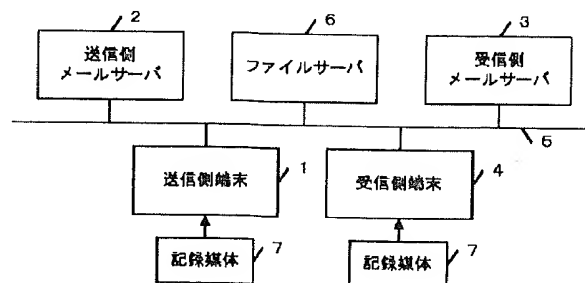 2
送信側
メールサーバ
6
ファイルサーバ
3
受信側
メールサーバ
5
送信側端末
1
受信側端末
4
記録媒体
7
記録媒体
7